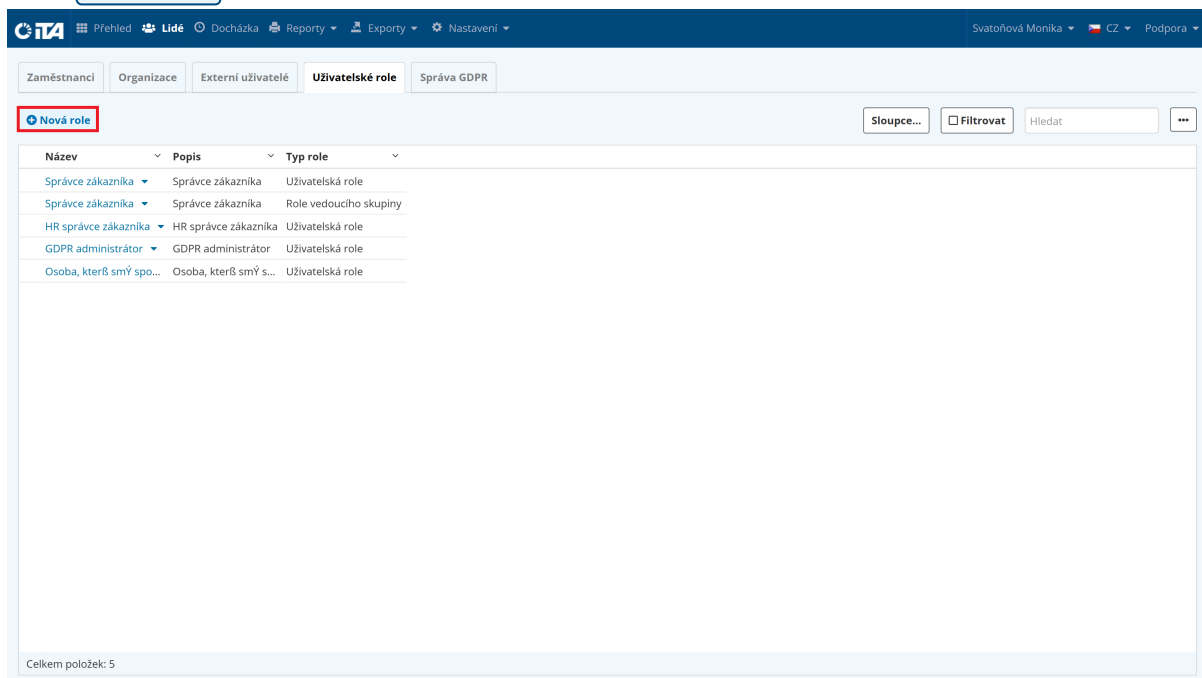 iTA Přehled Lidé Docházka Reporty Exporty Nastavení Svatoňová Monika CZ Podpora
Zaměstnanci Organizace Externí uživatelé Uživatelské role Správa GDPR
Nová role Sloupce... Filtrovat Hledat ...
Název Popis Typ role
Správce zákazníka Správce zákazníka Uživatelská role
Správce zákazníka Správce zákazníka Role vedoucího skupiny
HR správce zákazníka HR správce zákazníka Uživatelská role
GDPR administrátor GDPR administrátor Uživatelská role
Osoba, kterß smÝ spo... Osoba, kterß smÝ s... Uživatelská role
Celkem položek: 5